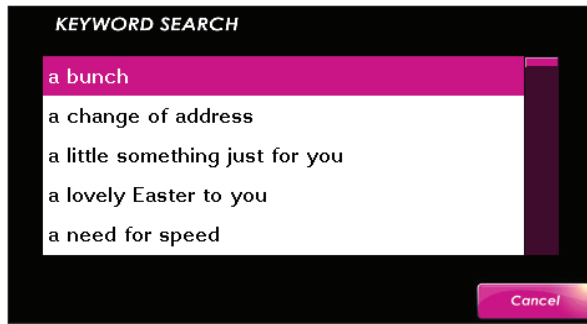 KEYWORD SEARCH
a bunch
a change of address
a little something just for you
a lovely Easter to you
a need for speed
Cancel